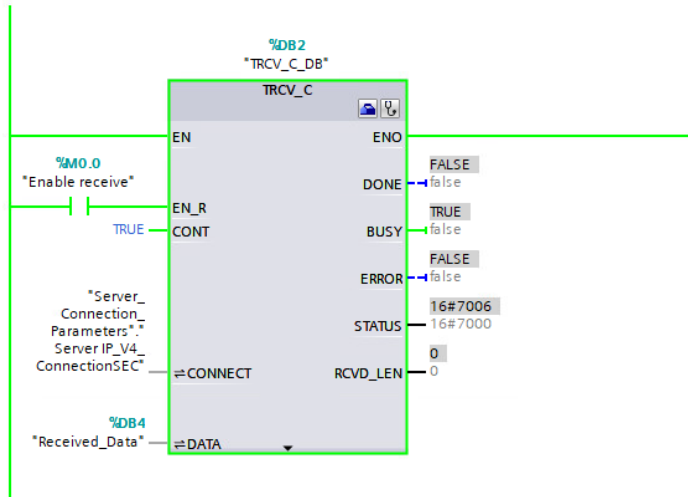 %DB2
"TRCV_C_DB"
TRCV_C
EN
ENO
%M0.0
"Enable receive"
FALSE
DONE
false
EN_R
TRUE
CONT
TRUE
BUSY
false
FALSE
ERROR
false
"Server_
Connection_
Parameters"."
Server IP_V4_
ConnectionSEC"
CONNECT
16#7006
STATUS
16#7000
0
RCVD_LEN
0
%DB4
"Received_Data"
DATA